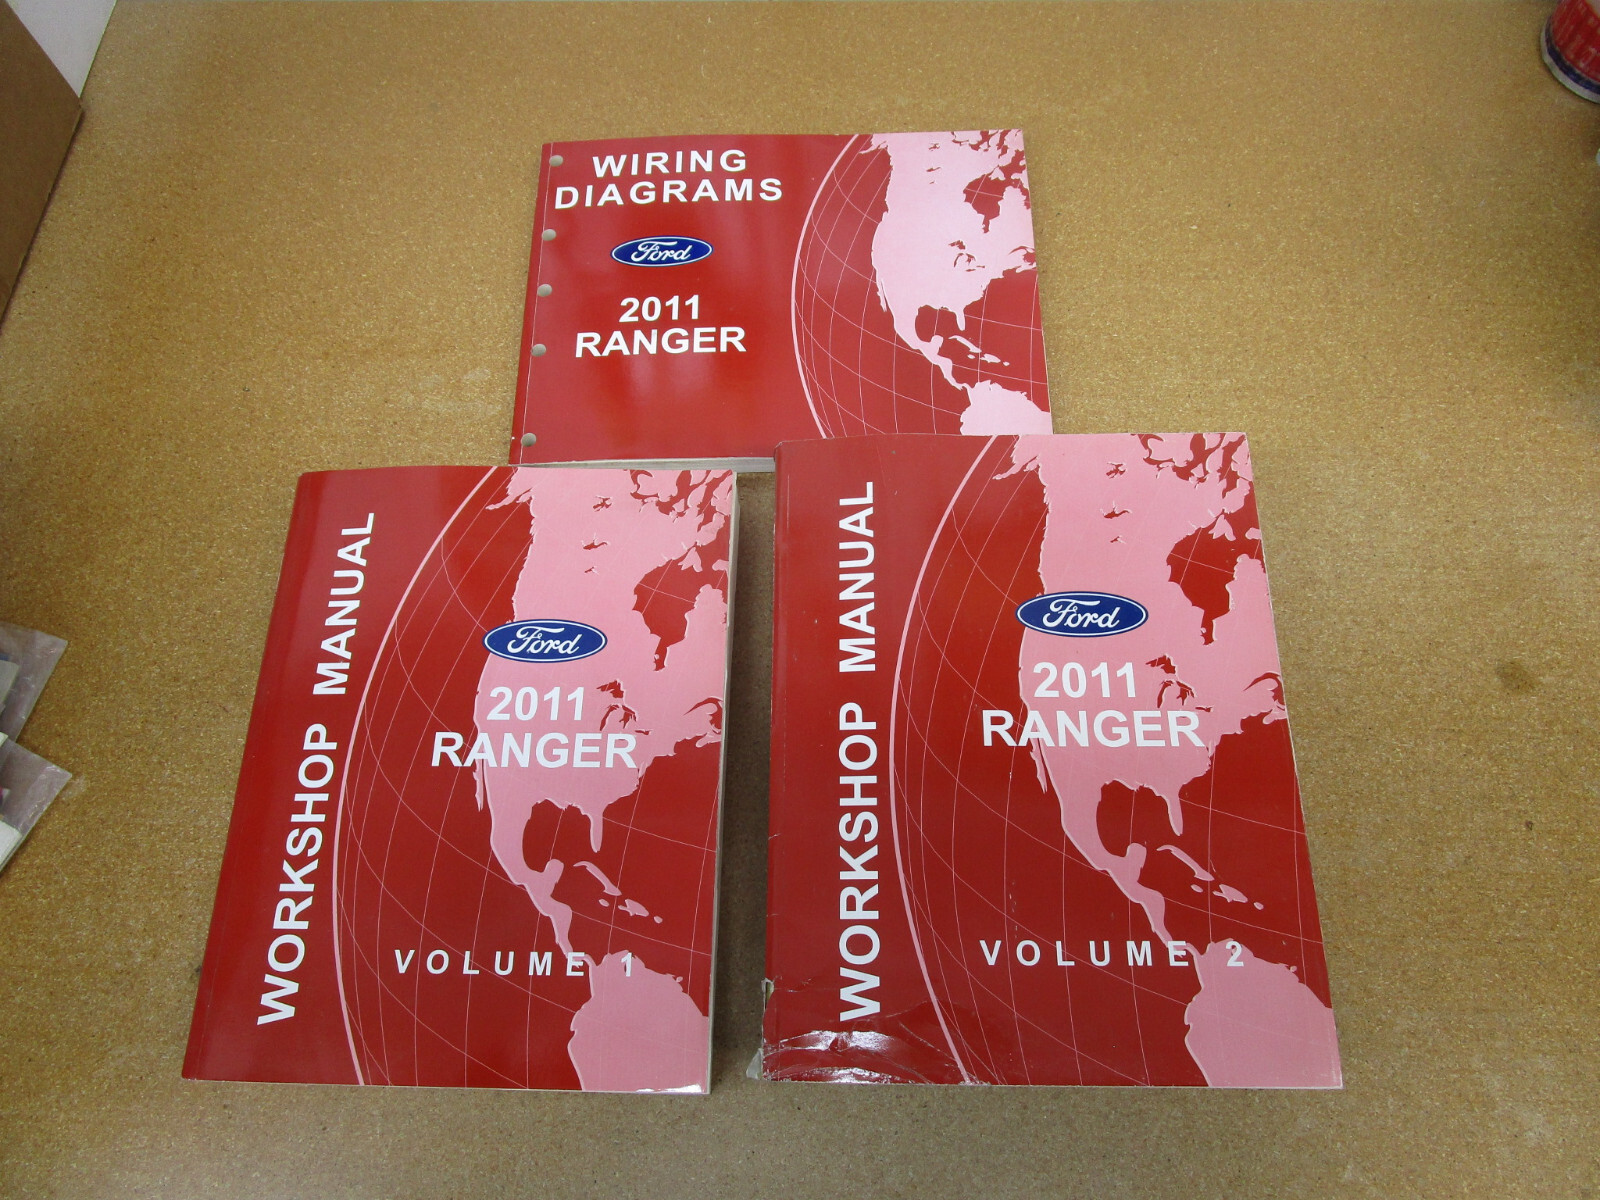 WIRING
DIAGRAMS
Ford
2011
RANGER
WORKSHOP MANUAL
Ford
2011
RANGER
VOLUME 1
WORKSHOP MANUAL
Ford
2011
RANGER
VOLUME 2